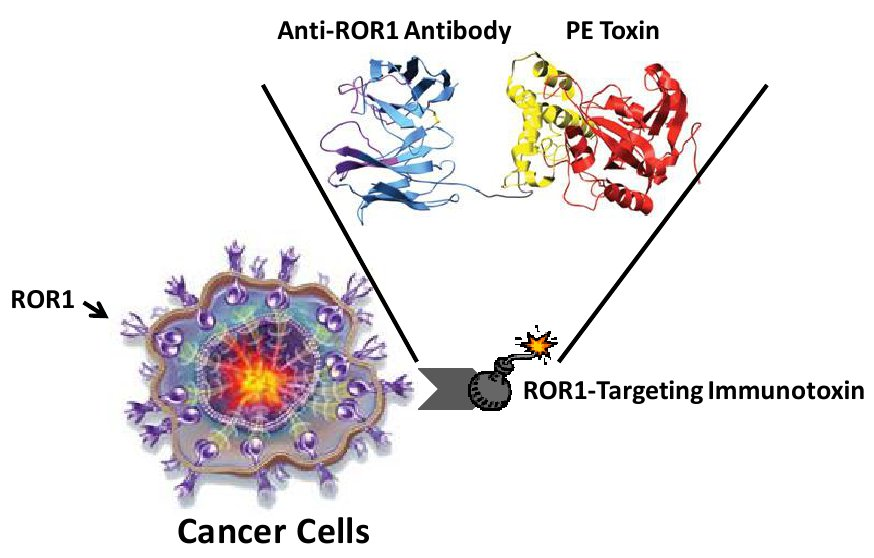 Anti-ROR1 Antibody
PE Toxin
ROR1
ROR1-Targeting Immunotoxin
Cancer Cells